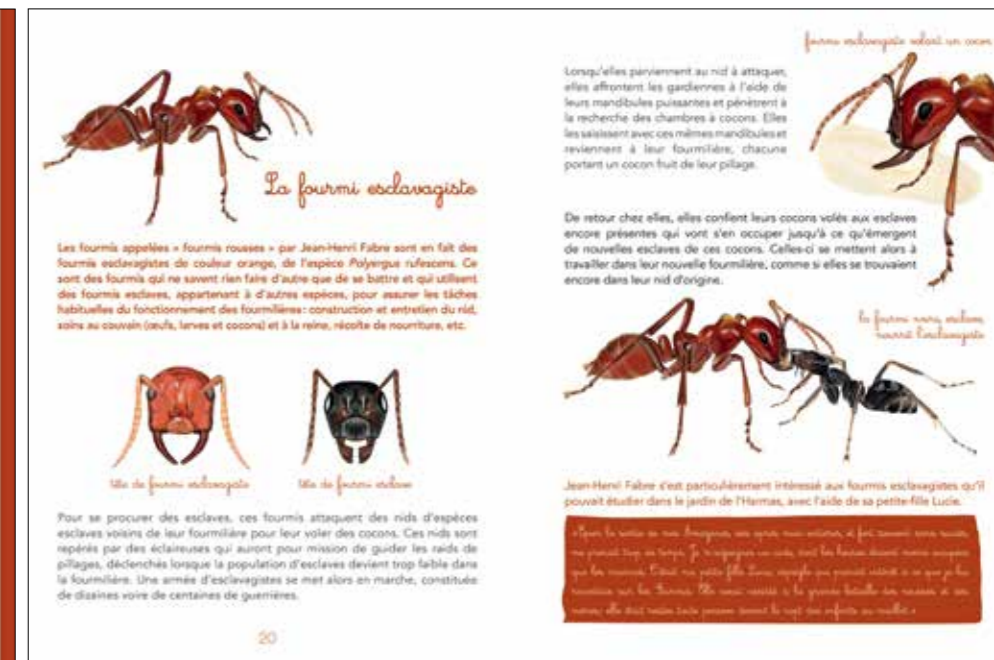 La fourmi esclavagiste
Les fourmis appelées « fourmis rousses » par Jean-Henri Fabre sont en fait des
fourmis esclavagistes de couleur orange, de l'espèce Polyergus rufescens. Ce
sont des fourmis qui ne savent rien faire d'autre que de se battre et qui utilisent
des fourmis esclaves, appartenant à d'autres espèces, pour assurer les tâches
habituelles du fonctionnement des fourmilières : construction et entretien du nid,
soins au couvain (œufs, larves et cocons) et à la reine, récolte de nourriture, etc.
tête de fourmi esclavagiste
tête de fourmi esclave
Pour se procurer des esclaves, ces fourmis attaquent des nids d'espèces
esclaves voisins de leur fourmilière pour leur voler des cocons. Ces nids sont
repérés par des éclaireuses qui auront pour mission de guider les raids de
pillages, déclenchés lorsque la population d'esclaves devient trop faible dans
la fourmilière. Une armée d'esclavagistes se met alors en marche, constituée
de dizaines voire de centaines de guerrières.
20
fourmi esclavagiste volant un cocon
Lorsqu'elles parviennent au nid à attaquer,
elles affrontent les gardiennes à l'aide de
leurs mandibules puissantes et pénètrent à
la recherche des chambres à cocons. Elles
les saisissent avec ces mêmes mandibules et
reviennent à leur fourmilière, chacune
portant un cocon fruit de leur pillage.
De retour chez elles, elles confient leurs cocons volés aux esclaves
encore présentes qui vont s'en occuper jusqu'à ce qu'émergent
de nouvelles esclaves de ces cocons. Celles-ci se mettent alors à
travailler dans leur nouvelle fourmilière, comme si elles se trouvaient
encore dans leur nid d'origine.
la fourmi noire, esclave,
nourrit l'esclavagiste
Jean-Henri Fabre s'est particulièrement intéressé aux fourmis esclavagistes qu'il
pouvait étudier dans le jardin de l'Harmas, avec l'aide de sa petite-fille Lucie.